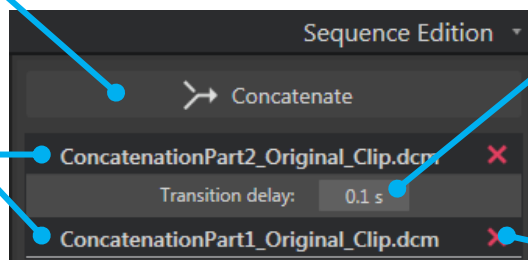 Sequence Edition
Concatenate
ConcatenationPart2_Original_Clip.dcm
Transition delay: 0.1 s
ConcatenationPart1_Original_Clip.dcm